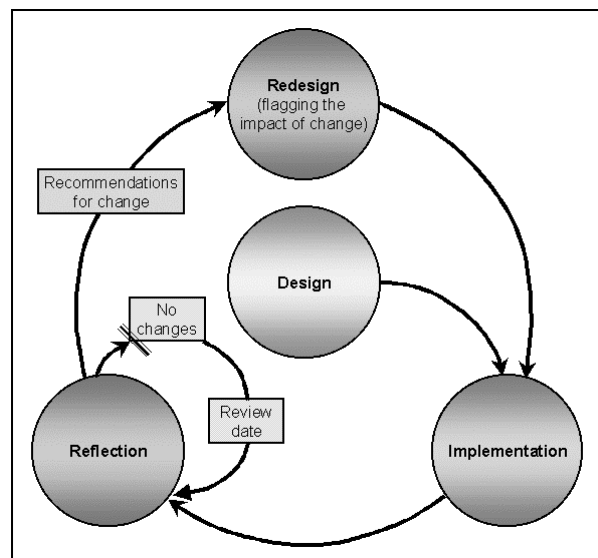 Redesign
(flagging the
impact of change)
Recommendations
for change
Design
No
changes
Review
date
Reflection
Implementation